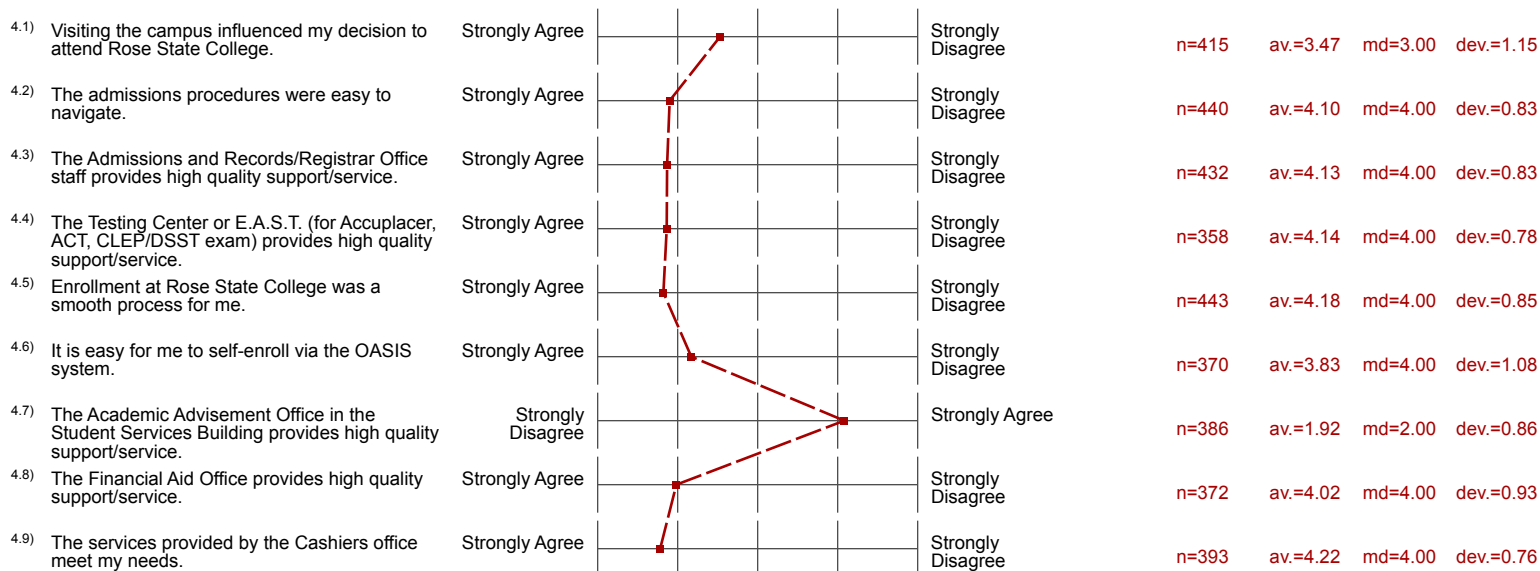 4.1) Visiting the campus influenced my decision to
attend Rose State College.
Strongly Agree
Strongly
Disagree
n=415 av.=3.47 md=3.00 dev.=1.15
4.2) The admissions procedures were easy to
navigate.
Strongly Agree
Strongly
Disagree
n=440 av.=4.10 md=4.00 dev.=0.83
4.3) The Admissions and Records/Registrar Office
staff provides high quality support/service.
Strongly Agree
Strongly
Disagree
n=432 av.=4.13 md=4.00 dev.=0.83
4.4) The Testing Center or E.A.S.T. (for Accuplacer,
ACT, CLEP/DSST exam) provides high quality
support/service.
Strongly Agree
Strongly
Disagree
n=358 av.=4.14 md=4.00 dev.=0.78
4.5) Enrollment at Rose State College was a
smooth process for me.
Strongly Agree
Strongly
Disagree
n=443 av.=4.18 md=4.00 dev.=0.85
4.6) It is easy for me to self-enroll via the OASIS
system.
Strongly Agree
Strongly
Disagree
n=370 av.=3.83 md=4.00 dev.=1.08
4.7) The Academic Advisement Office in the
Student Services Building provides high quality
support/service.
Strongly
Disagree
Strongly Agree
n=386 av.=1.92 md=2.00 dev.=0.86
4.8) The Financial Aid Office provides high quality
support/service.
Strongly Agree
Strongly
Disagree
n=372 av.=4.02 md=4.00 dev.=0.93
4.9) The services provided by the Cashiers office
meet my needs.
Strongly Agree
Strongly
Disagree
n=393 av.=4.22 md=4.00 dev.=0.76